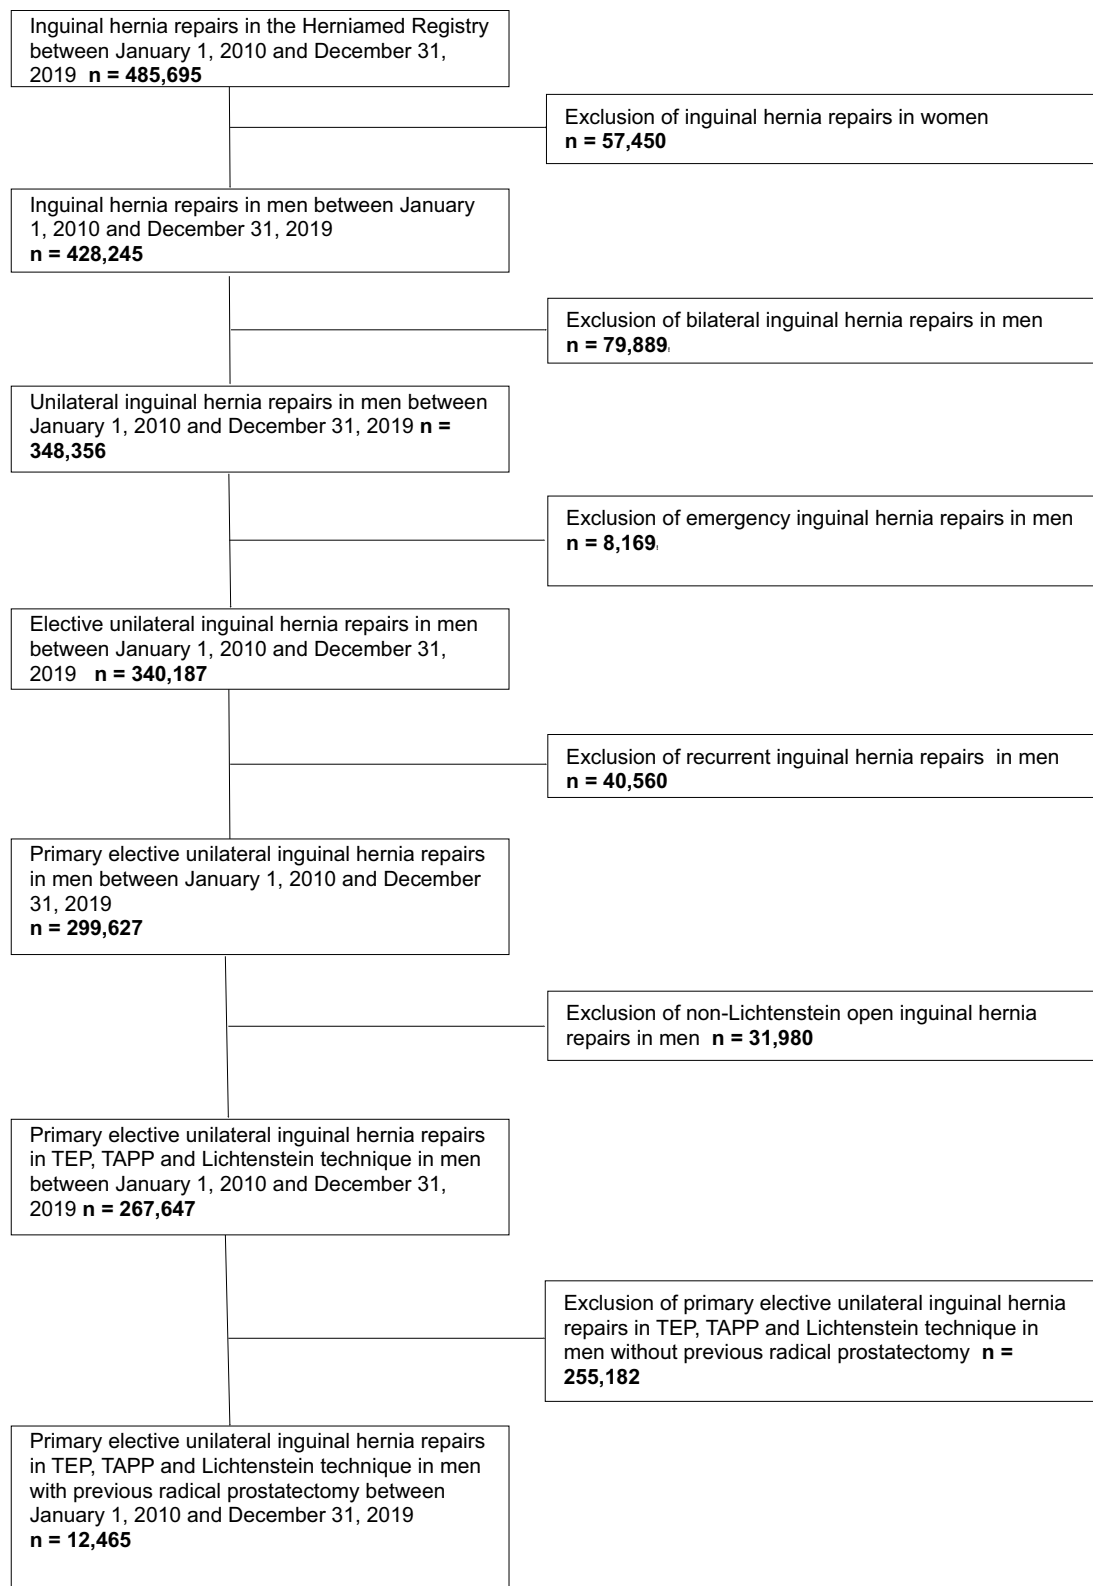 Inguinal hernia repairs in the Herniamed Registry
between January 1, 2010 and December 31,
2019 n = 485,695
Exclusion of inguinal hernia repairs in women
n = 57,450
Inguinal hernia repairs in men between January
1, 2010 and December 31, 2019
n = 428,245
Exclusion of bilateral inguinal hernia repairs in men
n = 79,889
Unilateral inguinal hernia repairs in men between
January 1, 2010 and December 31, 2019 n =
348,356
Exclusion of emergency inguinal hernia repairs in men
n = 8,169
Elective unilateral inguinal hernia repairs in men
between January 1, 2010 and December 31,
2019 n = 340,187
Exclusion of recurrent inguinal hernia repairs in men
n = 40,560
Primary elective unilateral inguinal hernia repairs
in men between January 1, 2010 and December
31, 2019
n = 299,627
Exclusion of non-Lichtenstein open inguinal hernia
repairs in men n = 31,980
Primary elective unilateral inguinal hernia repairs
in TEP, TAPP and Lichtenstein technique in men
between January 1, 2010 and December 31,
2019 n = 267,647
Exclusion of primary elective unilateral inguinal hernia
repairs in TEP, TAPP and Lichtenstein technique in
men without previous radical prostatectomy n =
255,182
Primary elective unilateral inguinal hernia repairs
in TEP, TAPP and Lichtenstein technique in men
with previous radical prostatectomy between
January 1, 2010 and December 31, 2019
n = 12,465